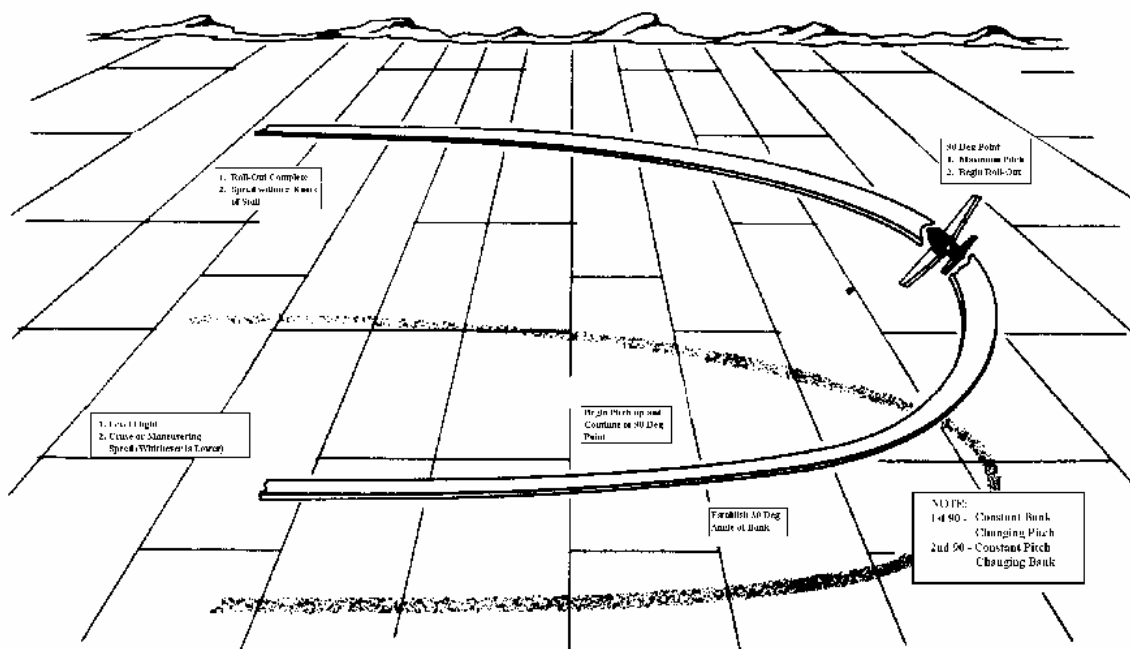 90 Deg Point
1. Maximum Pitch
2. Begin Roll-Out
1. Roll-Out Complete
2. Speed within Knots
of Stall
1. Level Flight
2. Cruise or Maneuvering
Speed (Whichever is Lower)
Begin Pitch up and
Continue to 90 Deg
Point
Establish 30 Deg
Angle of Bank
NOTE:
1st 90 - Constant Bank
Changing Pitch
2nd 90 - Constant Pitch
Changing Bank